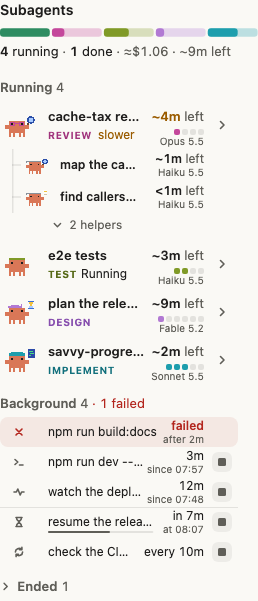 Subagents
4 running · 1 done · ≈$1.06 · ~9m left
Running 4
cache-tax re... ~4m left
REVIEW slower
Opus 5.5
map the ca... ~1m left
Haiku 5.5
find callers... <1m left
Haiku 5.5
2 helpers
e2e tests ~3m left
TEST Running
Haiku 5.5
plan the rele... ~9m left
DESIGN
Fable 5.2
savvy-progre... ~2m left
IMPLEMENT
Sonnet 5.5
Background 4 · 1 failed
npm run build:docs failed
after 2m
npm run dev --... 3m
since 07:57
watch the depl... 12m
since 07:48
resume the relea... in 7m
at 08:07
check the CI... every 10m
Ended 1